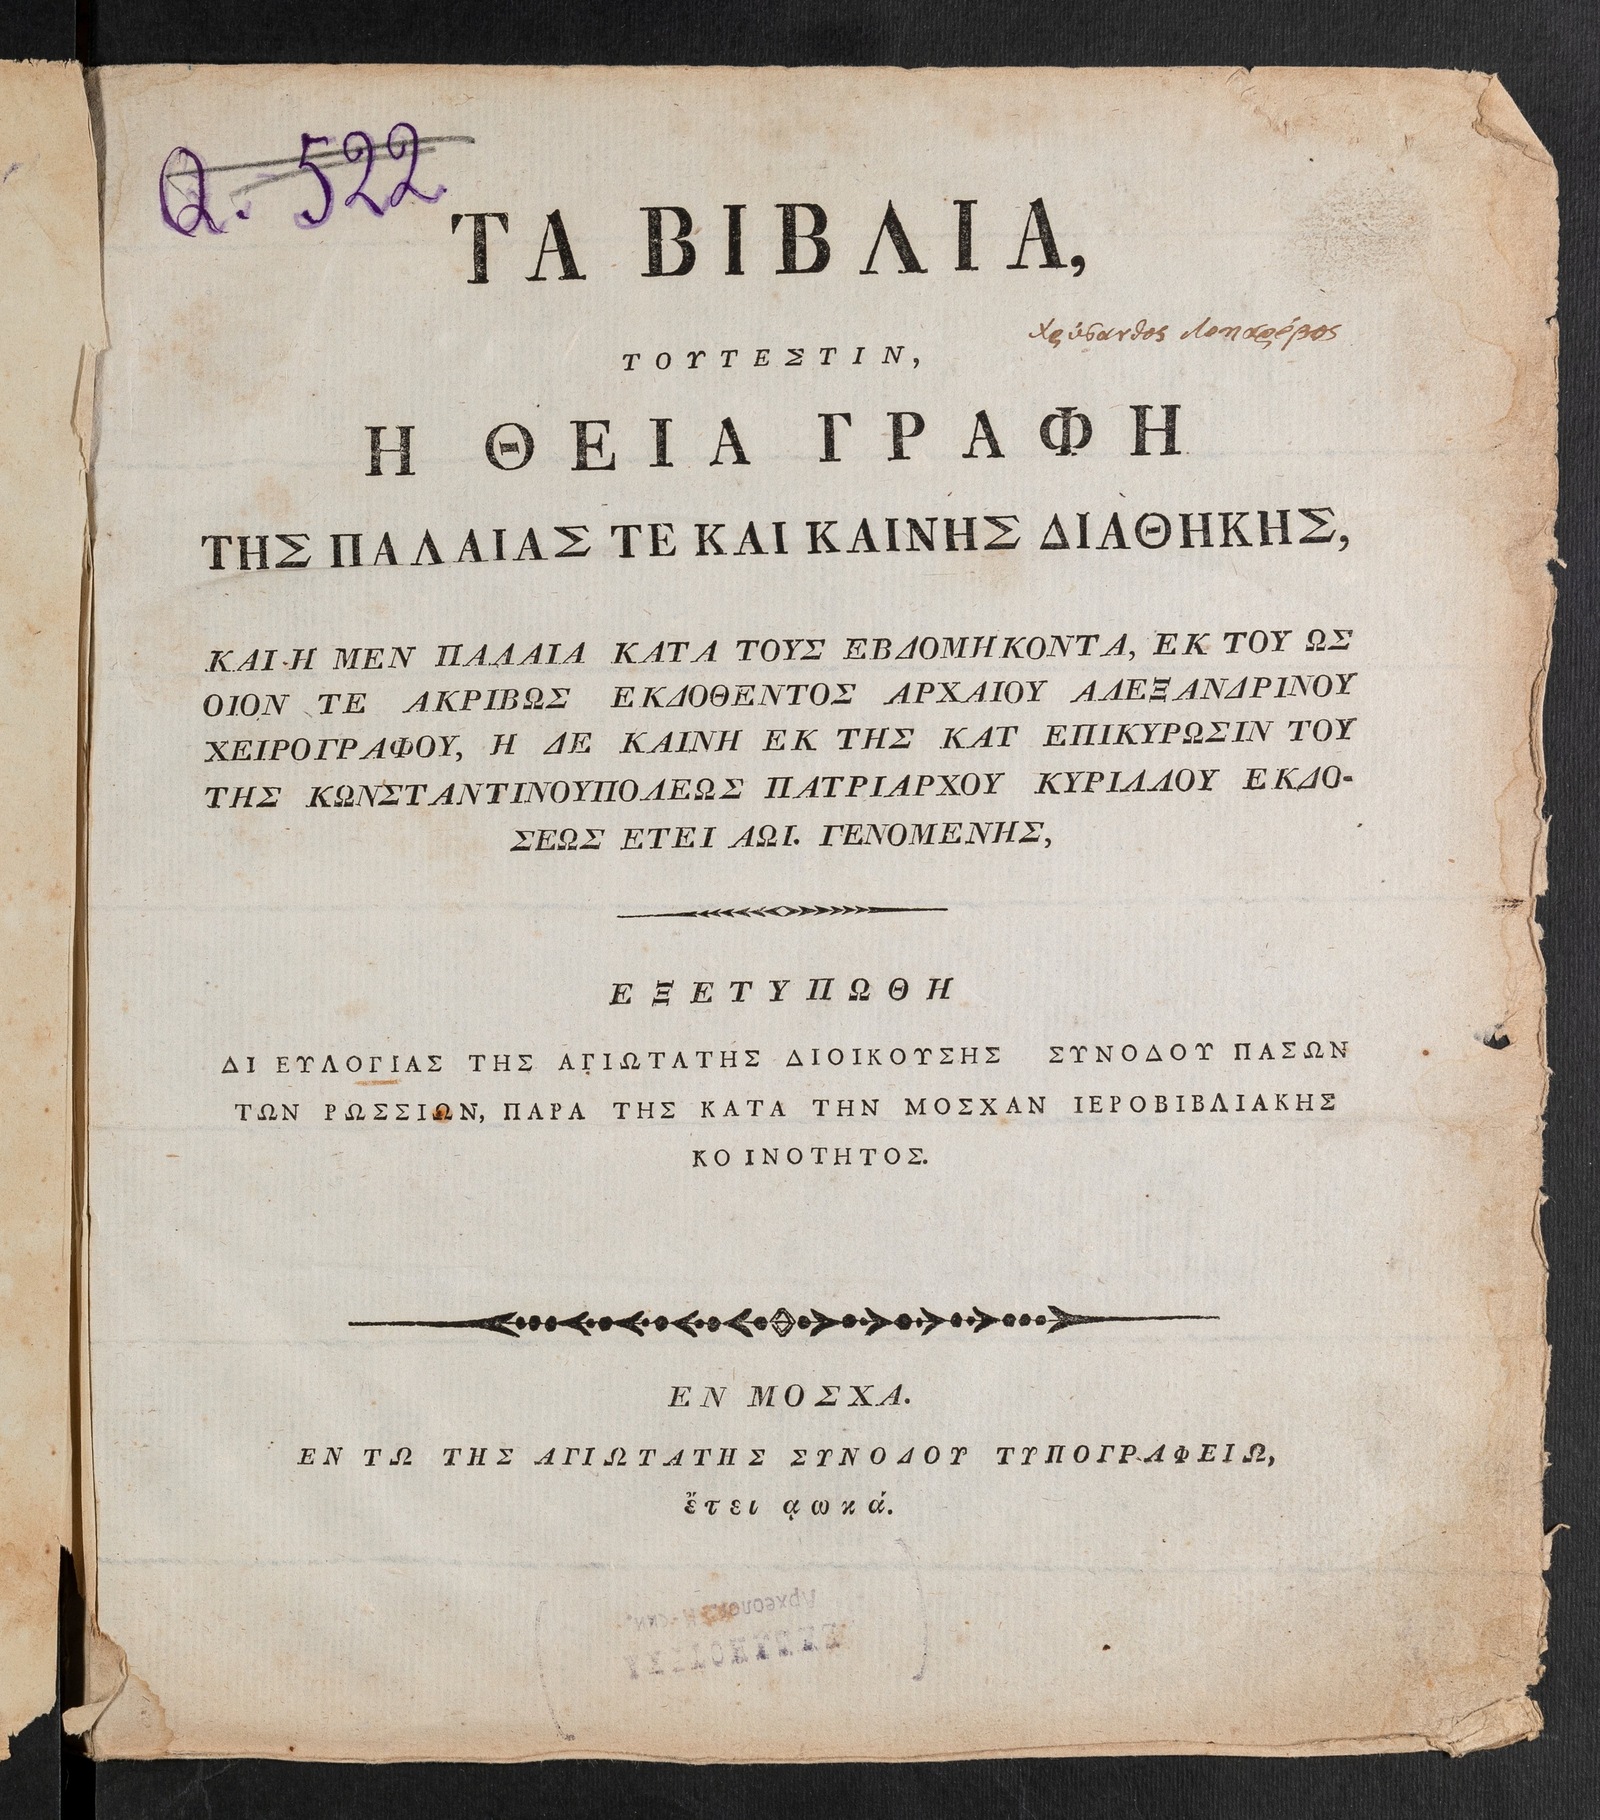 Q. 522
ΤΑ ΒΙΒΛΙΑ,
Χρύσανθος
ΤΟΥΤΕΣΤΙΝ,
Η ΘΕΙΑ ΓΡΑΦΗ
ΤΗΣ ΠΑΛΑΙΑΣ ΤΕ ΚΑΙ ΚΑΙΝΗΣ ΔΙΑΘΗΚΗΣ,
ΚΑΙ Η ΜΕΝ ΠΑΛΑΙΑ ΚΑΤΑ ΤΟΥΣ ΕΒΔΟΜΗΚΟΝΤΑ, ΕΚ ΤΟΥ ΩΣ
ΟΙΟΝ ΤΕ ΑΚΡΙΒΩΣ ΕΚΔΟΘΕΝΤΟΣ ΑΡΧΑΙΟΥ ΑΛΕΞΑΝΔΡΙΝΟΥ
ΧΕΙΡΟΓΡΑΦΟΥ, Η ΔΕ ΚΑΙΝΗ ΕΚ ΤΗΣ ΚΑΤ ΕΠΙΚΥΡΩΣΙΝ ΤΟΥ
ΤΗΣ ΚΩΝΣΤΑΝΤΙΝΟΥΠΟΛΕΩΣ ΠΑΤΡΙΑΡΧΟΥ ΚΥΡΙΛΛΟΥ ΕΚΔΟ-
ΣΕΩΣ ΕΤΕΙ ΑΩΙ. ΓΕΝΟΜΕΝΗΣ,
ΕΞΕΤΥΠΩΘΗ
ΔΙ ΕΥΛΟΓΙΑΣ ΤΗΣ ΑΓΙΩΤΑΤΗΣ ΔΙΟΙΚΟΥΣΗΣ ΣΥΝΟΔΟΥ ΠΑΣΩΝ
ΤΩΝ ΡΩΣΣΙΩΝ, ΠΑΡΑ ΤΗΣ ΚΑΤΑ ΤΗΝ ΜΟΣΧΑΝ ΙΕΡΟΒΙΒΛΙΑΚΗΣ
ΚΟΙΝΟΤΗΤΟΣ.
ΕΝ ΜΟΣΧΑ.
ΕΝ ΤΩ ΤΗΣ ΑΓΙΩΤΑΤΗΣ ΣΥΝΟΔΟΥ ΤΥΠΟΓΡΑΦΕΙΩ,
ἔτει ᾳωκά.